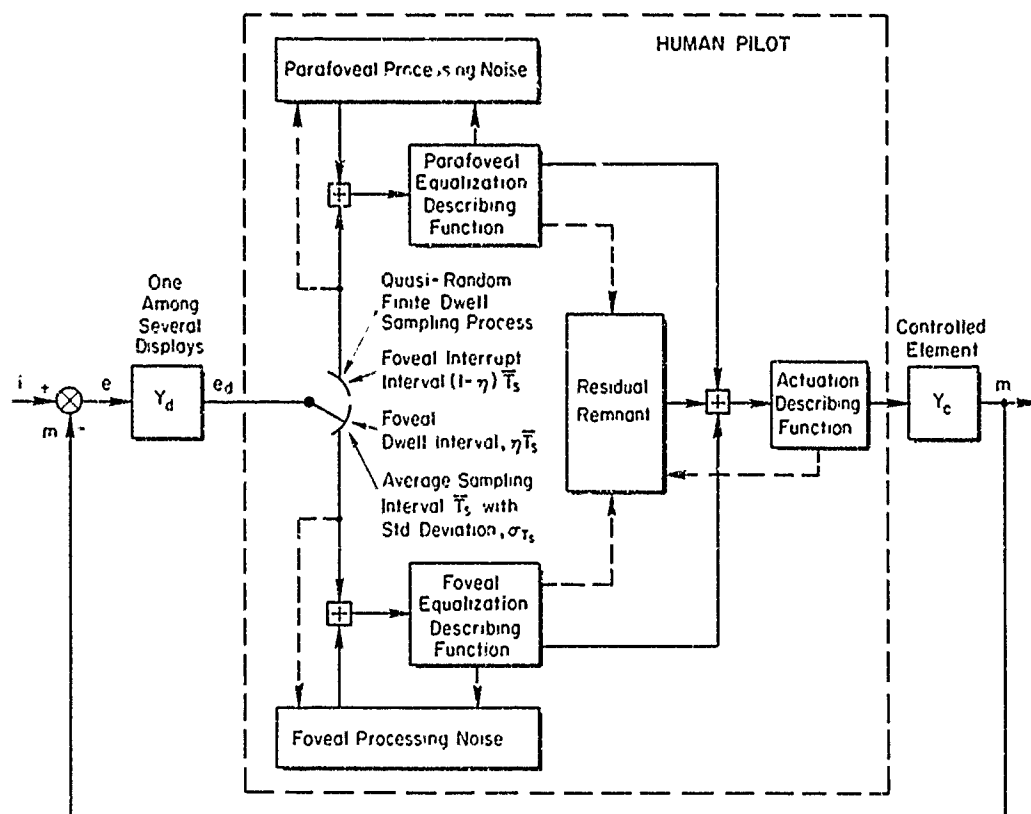 HUMAN PILOT
Parafoveal Processing Noise
Parafoveal
Equalization
Describing
Function
+
+
Quasi-Random
Finite Dwell
Sampling Process
Foveal Interrupt
Interval (1-η) T̿s
Foveal
Dwell Interval, ηT̿s
Average Sampling
Interval T̿s with
Std Deviation, σTs
One
Among
Several
Displays
i
+
e
Yd
ed
m
-
Residual
Remnant
+
Actuation
Describing
Function
Controlled
Element
Yc
m
Foveal
Equalization
Describing
Function
Foveal Processing Noise